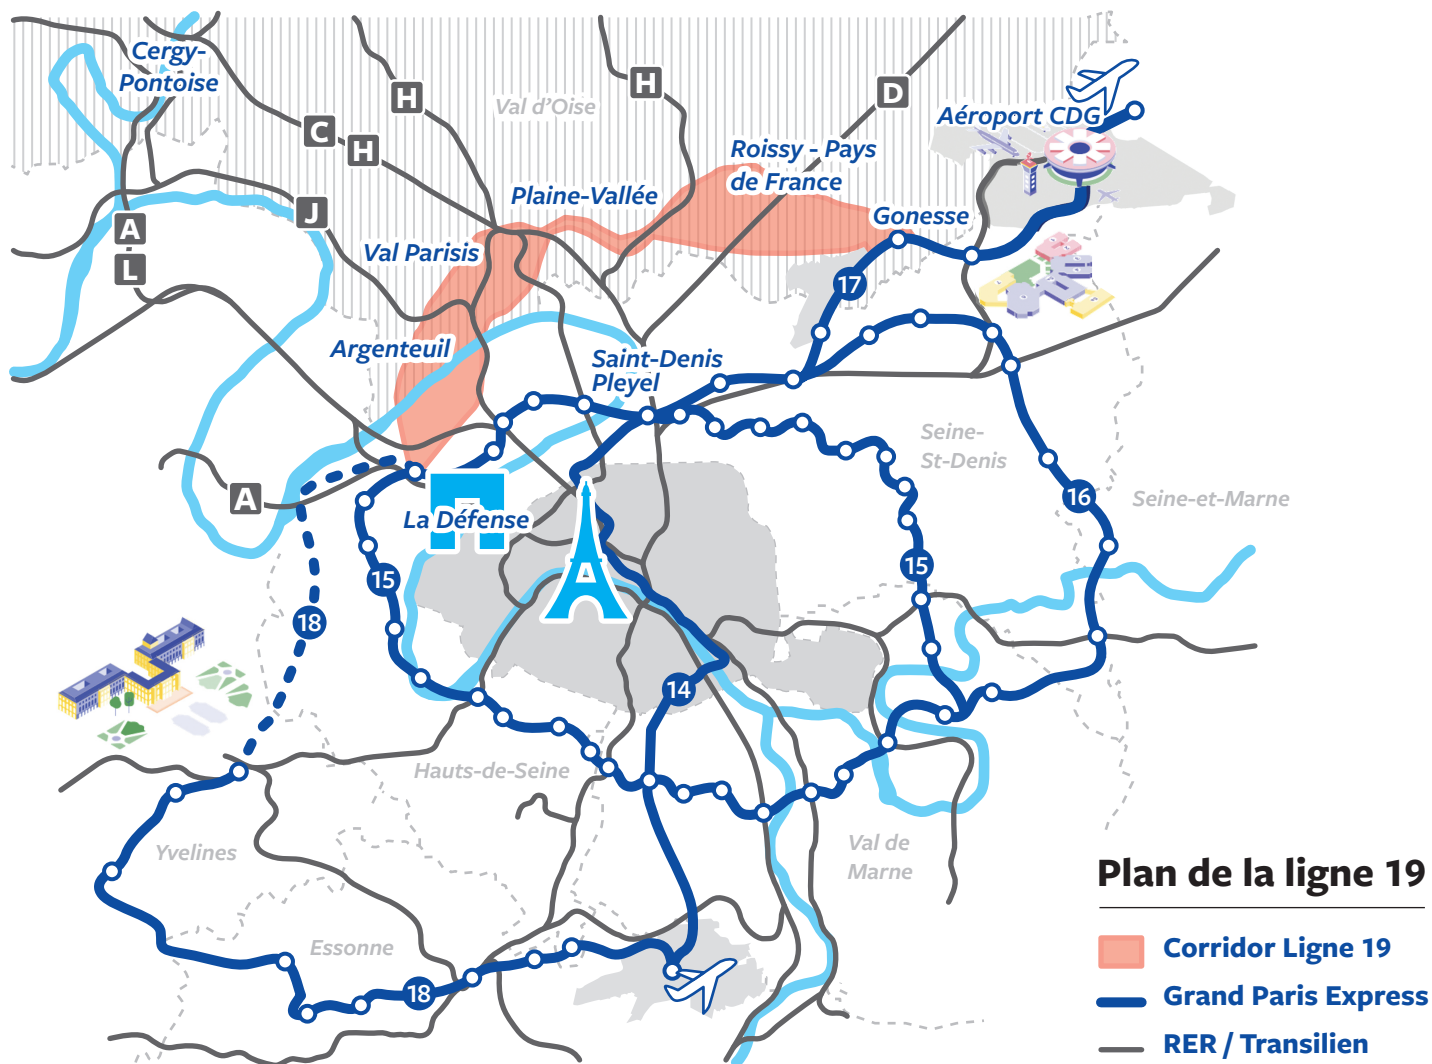 Cergy-
Pontoise
H
H
Val d'Oise
D
Aéroport CDG
C
H
Roissy - Pays
de France
Plaine-Vallée
J
Gonesse
A
L
Val Parisis
17
Argenteuil
Saint-Denis
Pleyel
Seine-
St-Denis
A
16
Seine-et-Marne
La Défense
15
15
18
14
Hauts-de-Seine
Yvelines
Val de
Marne
Essonne
18
Plan de la ligne 19
Corridor Ligne 19
Grand Paris Express
RER / Transilien